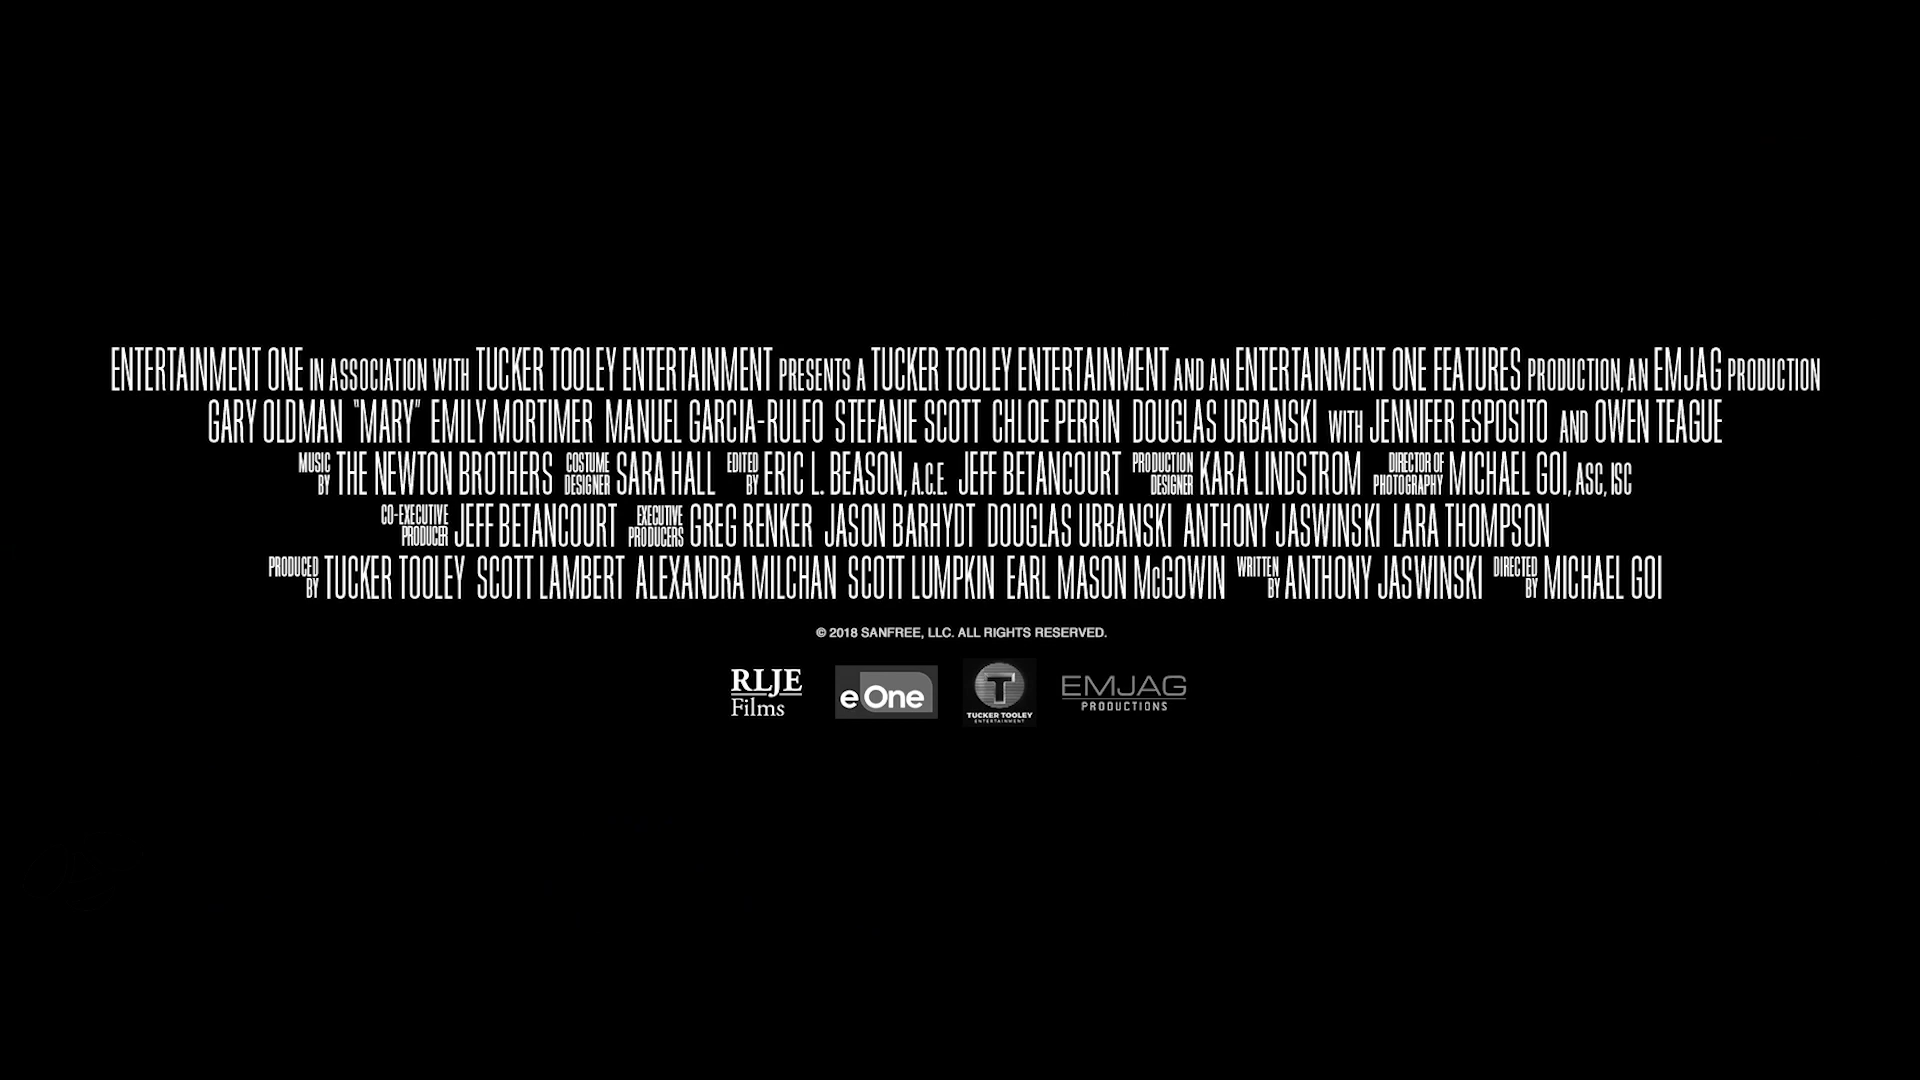 ENTERTAINMENT ONE IN ASSOCIATION WITH TUCKER TOOLEY ENTERTAINMENT PRESENTS A TUCKER TOOLEY ENTERTAINMENT AND AN ENTERTAINMENT ONE FEATURES PRODUCTION, AN EMJAG PRODUCTION
GARY OLDMAN "MARY" EMILY MORTIMER MANUEL GARCIA-RULFO STEFANIE SCOTT CHLOE PERRIN DOUGLAS URBANSKI WITH JENNIFER ESPOSITO AND OWEN TEAGUE
MUSIC BY THE NEWTON BROTHERS COSTUME DESIGNER SARA HALL EDITED BY ERIC L. BEASON, A.C.E. JEFF BETANCOURT PRODUCTION DESIGNER KARA LINDSTROM DIRECTOR OF PHOTOGRAPHY MICHAEL GOI, ASC, ISC
CO-EXECUTIVE PRODUCER JEFF BETANCOURT EXECUTIVE PRODUCERS GREG RENKER JASON BARHYDT DOUGLAS URBANSKI ANTHONY JASWINSKI LARA THOMPSON
PRODUCED BY TUCKER TOOLEY SCOTT LAMBERT ALEXANDRA MILCHAN SCOTT LUMPKIN EARL MASON McGOWIN WRITTEN BY ANTHONY JASWINSKI DIRECTED BY MICHAEL GOI
© 2018 SANFREE, LLC. ALL RIGHTS RESERVED.
RLJE
Films
eOne
T
TUCKER TOOLEY
ENTERTAINMENT
EMJAG
PRODUCTIONS